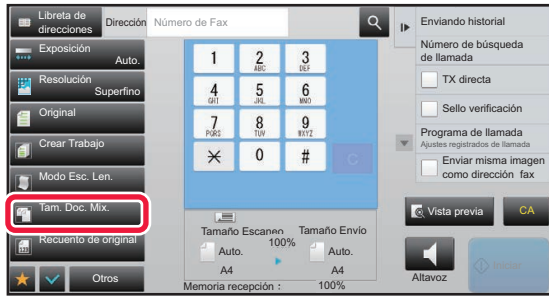 Libreta de
direcciones
Dirección
Número de Fax
Exposición
Auto.
Resolución
Superfino
Original
Crear Trabajo
Modo Esc. Len.
Tam. Doc. Mix.
Recuento de original
Otros
1
2
ABC
3
DEF
4
GHI
5
JKL
6
MNO
7
PQRS
8
TUV
9
WXYZ
0
#
C
Tamaño Escaneo
Tamaño Envío
100%
Auto.
Auto.
A4
A4
Memoria recepción :
100%
Enviando historial
Número de búsqueda
de llamada
TX directa
Sello verificación
Programa de llamada
Ajustes registrados de llamada
Enviar misma imagen
como dirección fax
Vista previa
CA
Altavoz
Iniciar